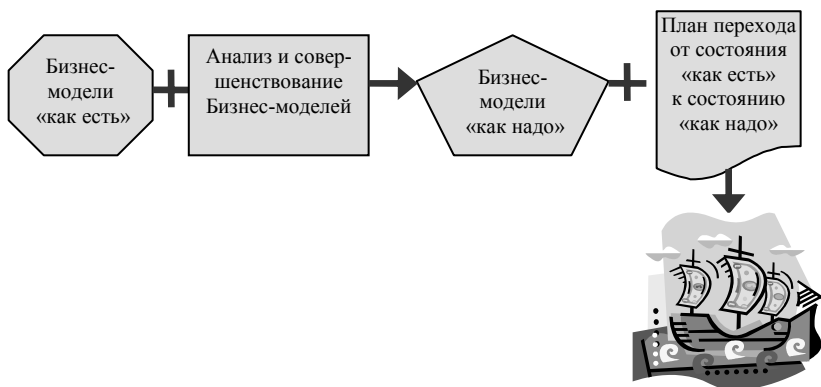 Бизнес-
модели
«как есть»
Анализ и совер-
шенствование
Бизнес-моделей
Бизнес-
модели
«как надо»
План перехода
от состояния
«как есть»
к состоянию
«как надо»